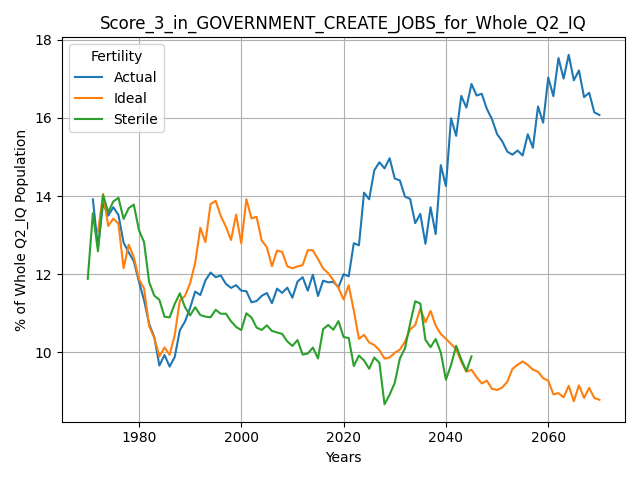 Score_3_in_GOVERNMENT_CREATE_JOBS_for_Whole_Q2_IQ
Fertility
Actual
Ideal
Sterile
% of Whole Q2_IQ Population
18
16
14
12
10
1980
2000
2020
2040
2060
Years